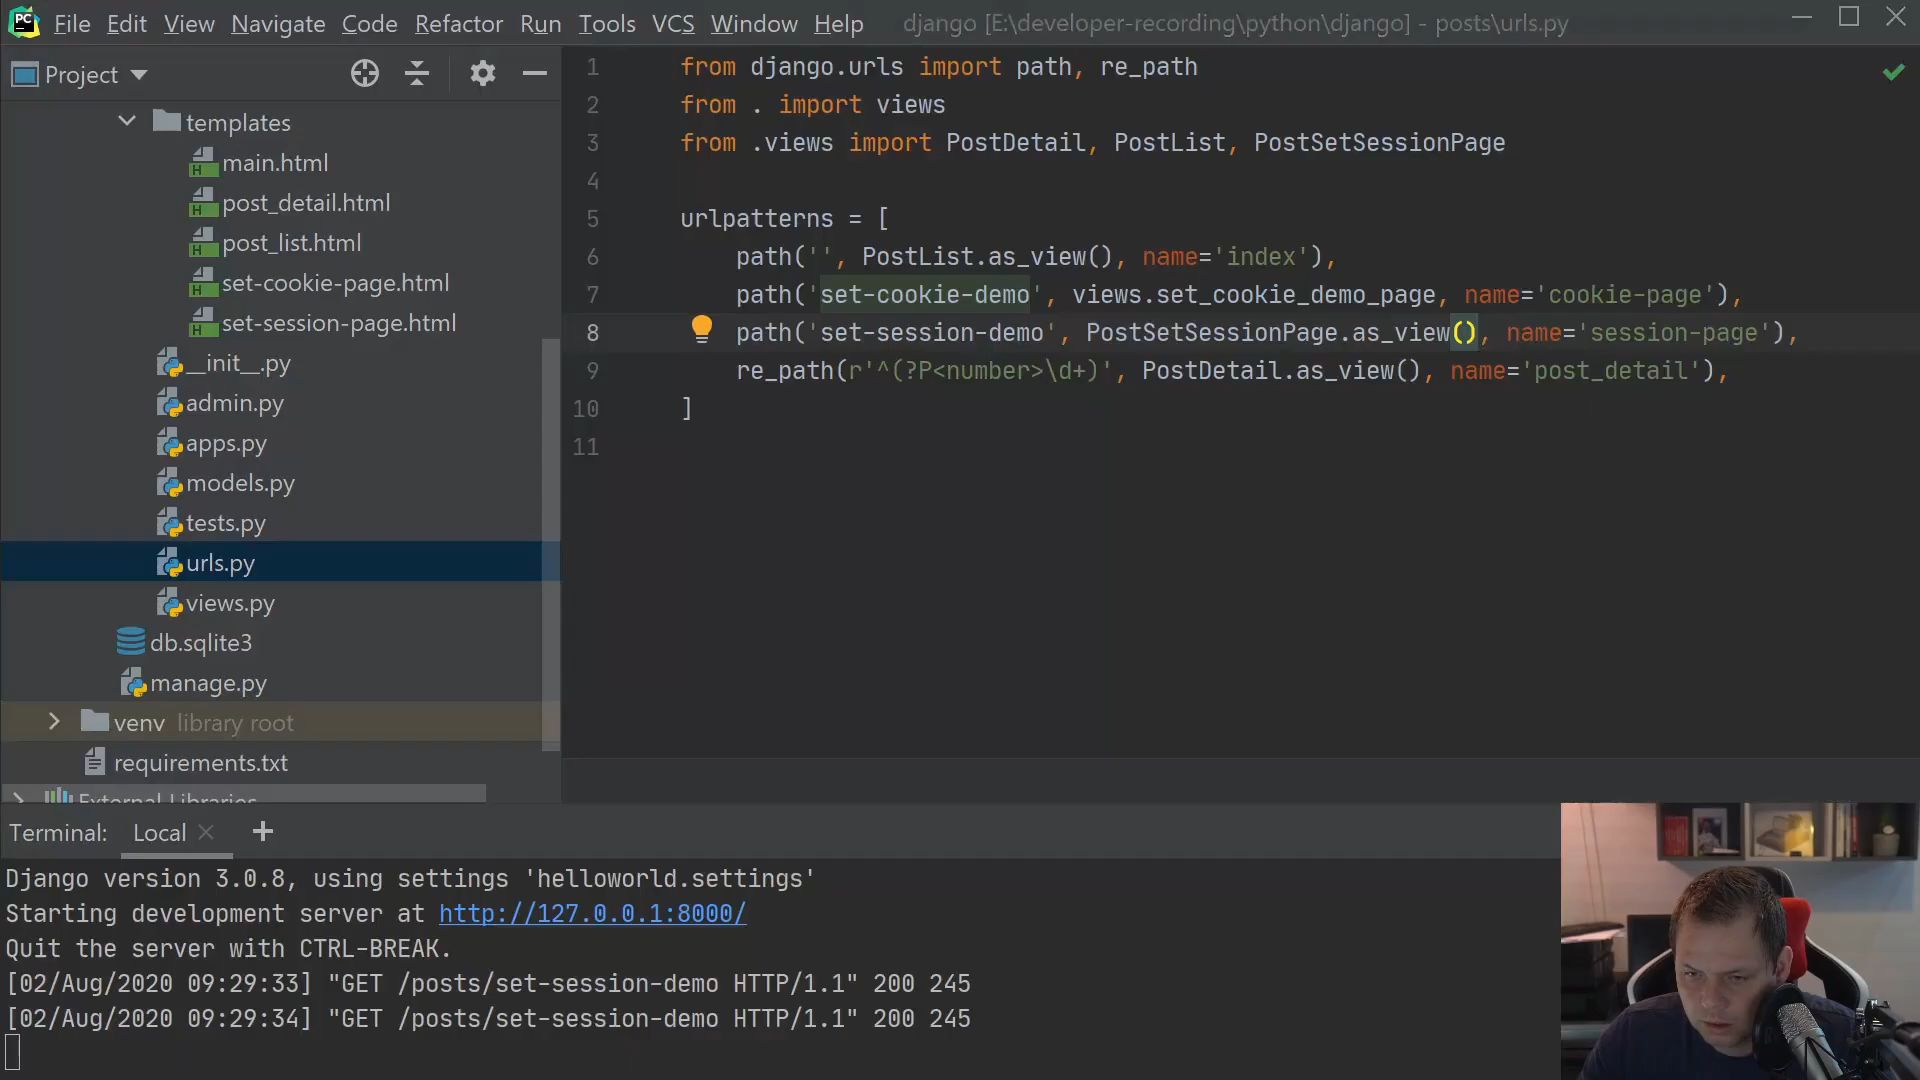 PC File Edit View Navigate Code Refactor Run Tools VCS Window Help django [E:\developer-recording\python\django] - posts\urls.py
Project
templates
main.html
post_detail.html
post_list.html
set-cookie-page.html
set-session-page.html
__init__.py
admin.py
apps.py
models.py
tests.py
urls.py
views.py
db.sqlite3
manage.py
venv library root
requirements.txt
External Libraries
1 from django.urls import path, re_path
2 from . import views
3 from .views import PostDetail, PostList, PostSetSessionPage
4
5 urlpatterns = [
6 path('', PostList.as_view(), name='index'),
7 path('set-cookie-demo', views.set_cookie_demo_page, name='cookie-page'),
8 path('set-session-demo', PostSetSessionPage.as_view(), name='session-page'),
9 re_path(r'^(?P<number>\d+)', PostDetail.as_view(), name='post_detail'),
10 ]
11
Terminal: Local
Django version 3.0.8, using settings 'helloworld.settings'
Starting development server at http://127.0.0.1:8000/
Quit the server with CTRL-BREAK.
[02/Aug/2020 09:29:33] "GET /posts/set-session-demo HTTP/1.1" 200 245
[02/Aug/2020 09:29:34] "GET /posts/set-session-demo HTTP/1.1" 200 245